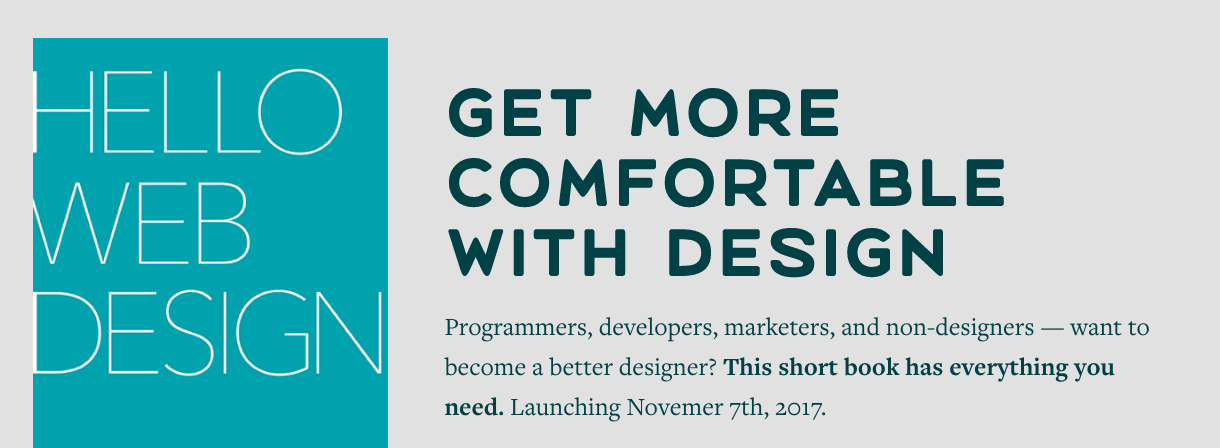 HELLO
WEB
DESIGN
GET MORE
COMFORTABLE
WITH DESIGN
Programmers, developers, marketers, and non-designers — want to
become a better designer? This short book has everything you
need. Launching Novemer 7th, 2017.